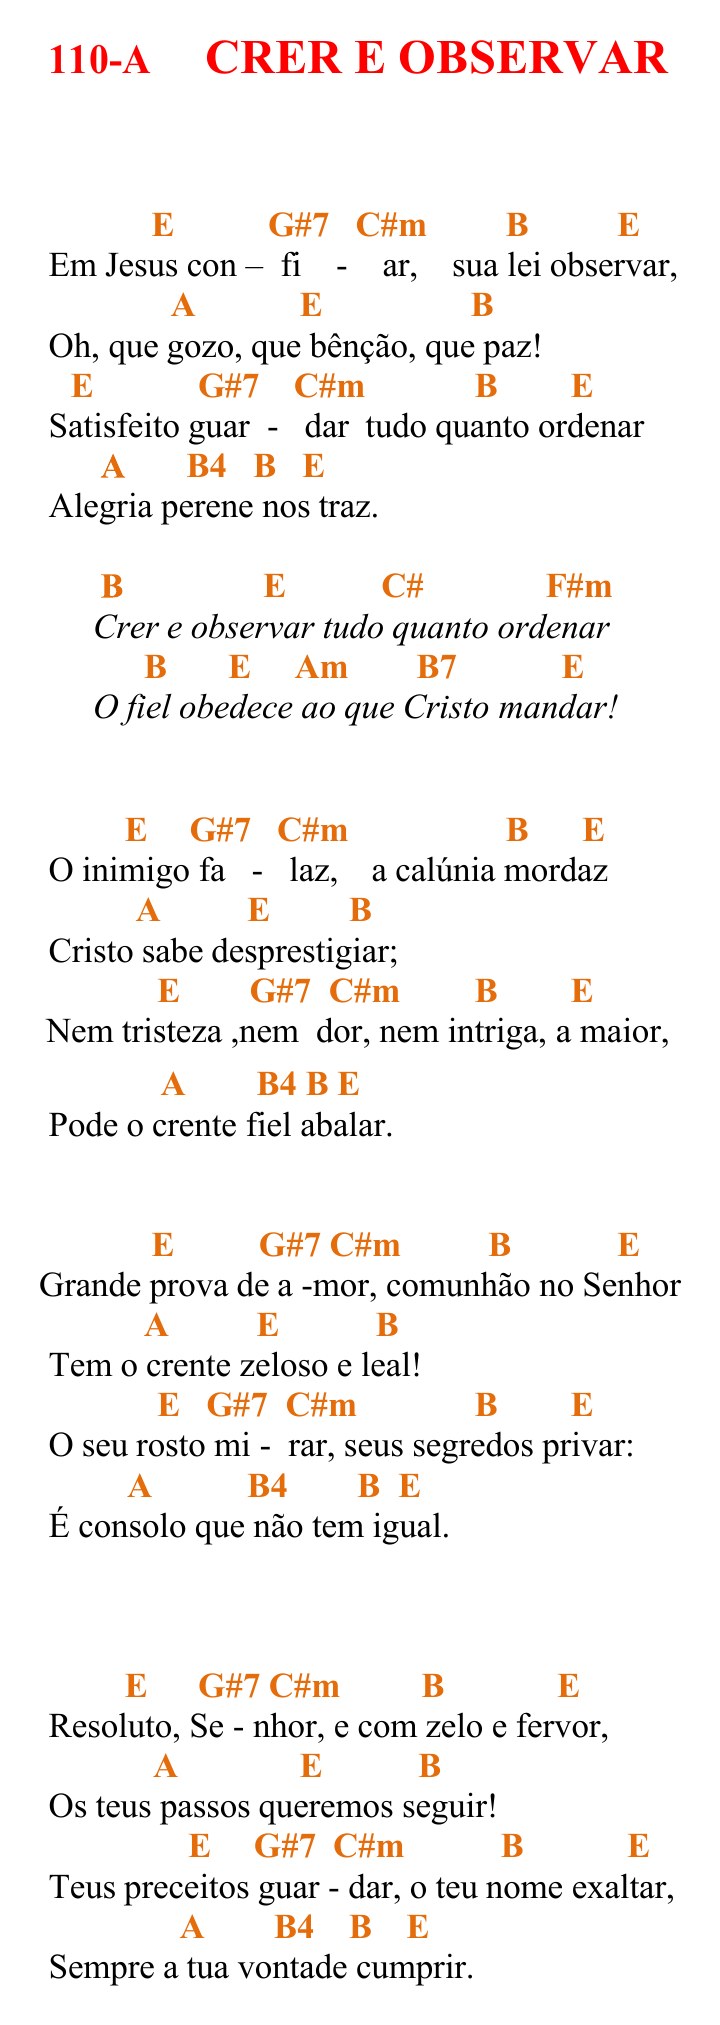 110-A CRER E OBSERVAR
E G#7 C#m B E
Em Jesus con – fi - ar, sua lei observar,
A E B
Oh, que gozo, que bênção, que paz!
E G#7 C#m B E
Satisfeito guar - dar tudo quanto ordenar
A B4 B E
Alegria perene nos traz.
B E C# F#m
Crer e observar tudo quanto ordenar
B E Am B7 E
O fiel obedece ao que Cristo mandar!
E G#7 C#m B E
O inimigo fa - laz, a calúnia mordaz
A E B
Cristo sabe desprestigiar;
E G#7 C#m B E
Nem tristeza ,nem dor, nem intriga, a maior,
A B4 B E
Pode o crente fiel abalar.
E G#7 C#m B E
Grande prova de a -mor, comunhão no Senhor
A E B
Tem o crente zeloso e leal!
E G#7 C#m B E
O seu rosto mi - rar, seus segredos privar:
A B4 B E
É consolo que não tem igual.
E G#7 C#m B E
Resoluto, Se - nhor, e com zelo e fervor,
A E B
Os teus passos queremos seguir!
E G#7 C#m B E
Teus preceitos guar - dar, o teu nome exaltar,
A B4 B E
Sempre a tua vontade cumprir.